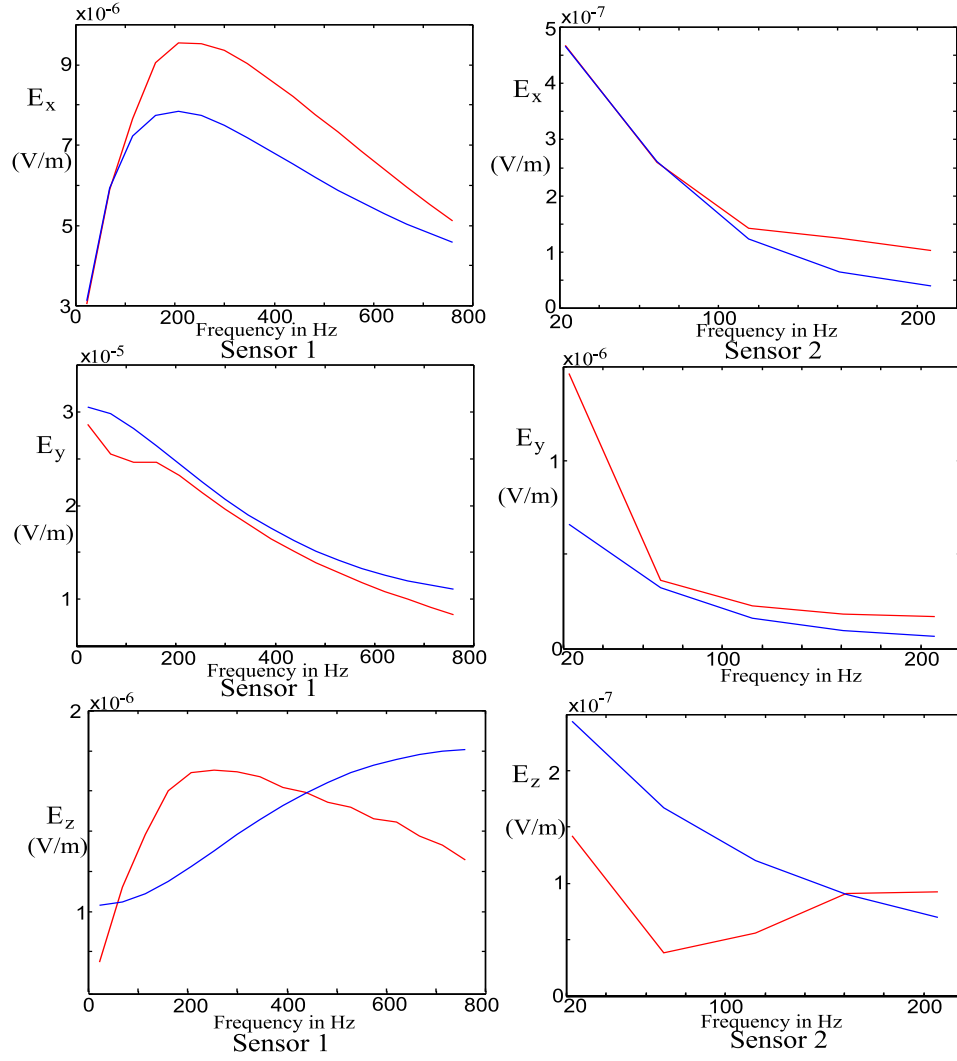 x10-6
9
Ex
7
(V/m)
5
3
0 200 400 600 800
Frequency in Hz
Sensor 1
x10-7
5
4
Ex
3
(V/m)
2
1
0
20 100 200
Frequency in Hz
Sensor 2
x10-5
3
Ey
2
(V/m)
1
0 200 400 600 800
Frequency in Hz
Sensor 1
x10-6
Ey
1
(V/m)
0
20 100 200
Frequency in Hz
x10-6
2
Ez
(V/m)
1
0 200 400 600 800
Frequency in Hz
Sensor 1
x10-7
2
Ez
(V/m)
1
0
20 100 200
Frequency in Hz
Sensor 2